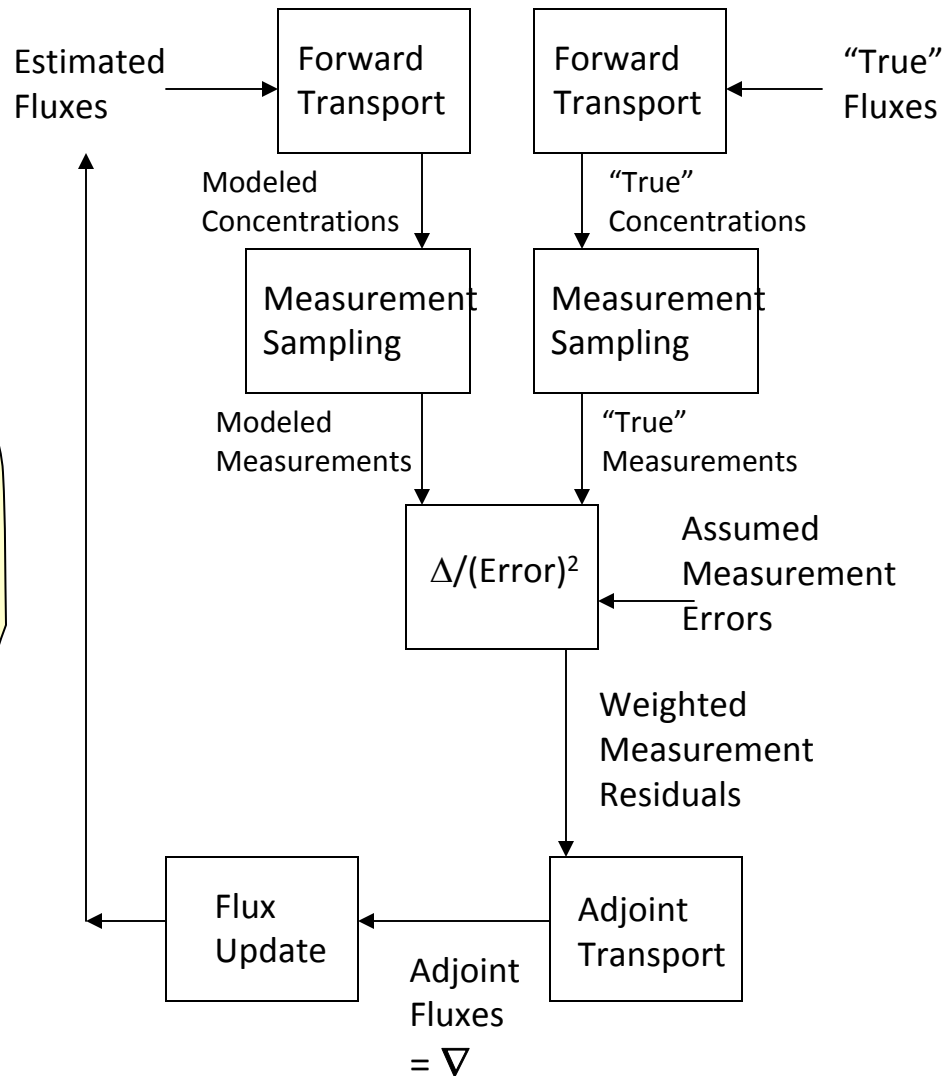 Estimated
Fluxes
Forward
Transport
Forward
Transport
“True”
Fluxes
Modeled
Concentrations
“True”
Concentrations
Measurement
Sampling
Measurement
Sampling
Modeled
Measurements
“True”
Measurements
Δ/(Error)²
Assumed
Measurement
Errors
Weighted
Measurement
Residuals
Flux
Update
Adjoint
Fluxes
= ∇
Adjoint
Transport